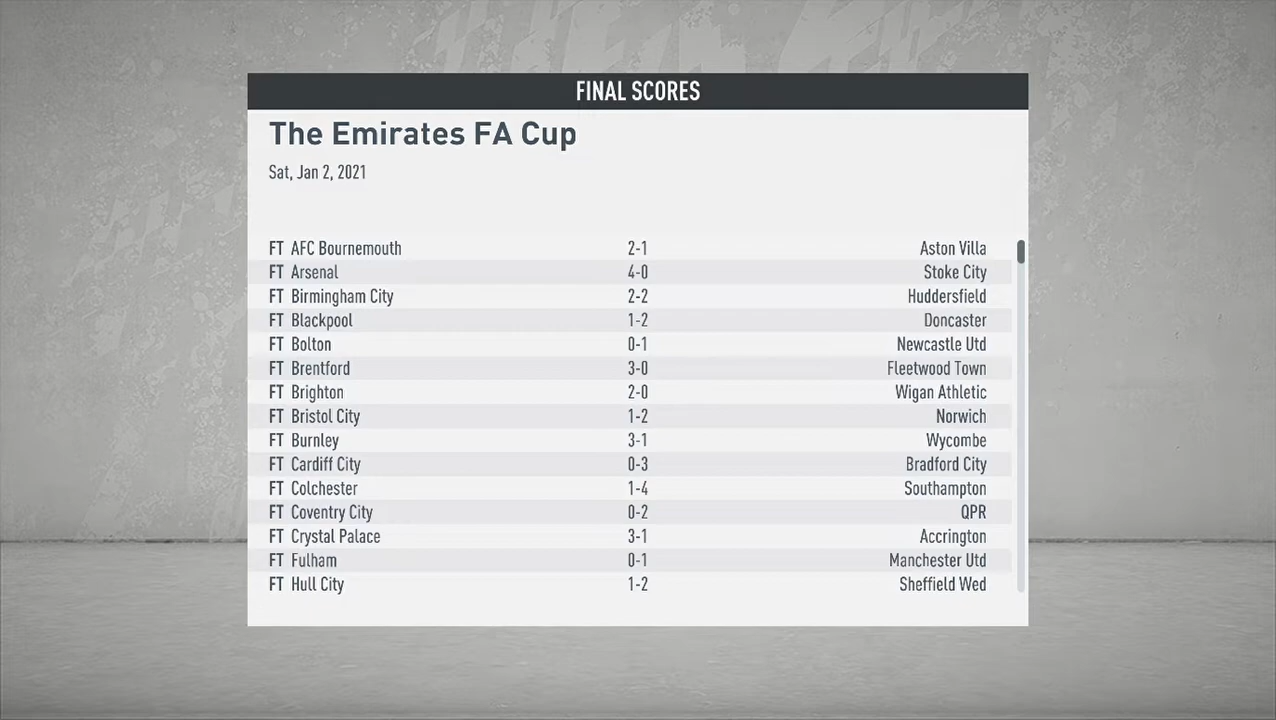 FINAL SCORES
The Emirates FA Cup
Sat, Jan 2, 2021
FT AFC Bournemouth 2-1 Aston Villa
FT Arsenal 4-0 Stoke City
FT Birmingham City 2-2 Huddersfield
FT Blackpool 1-2 Doncaster
FT Bolton 0-1 Newcastle Utd
FT Brentford 3-0 Fleetwood Town
FT Brighton 2-0 Wigan Athletic
FT Bristol City 1-2 Norwich
FT Burnley 3-1 Wycombe
FT Cardiff City 0-3 Bradford City
FT Colchester 1-4 Southampton
FT Coventry City 0-2 QPR
FT Crystal Palace 3-1 Accrington
FT Fulham 0-1 Manchester Utd
FT Hull City 1-2 Sheffield Wed